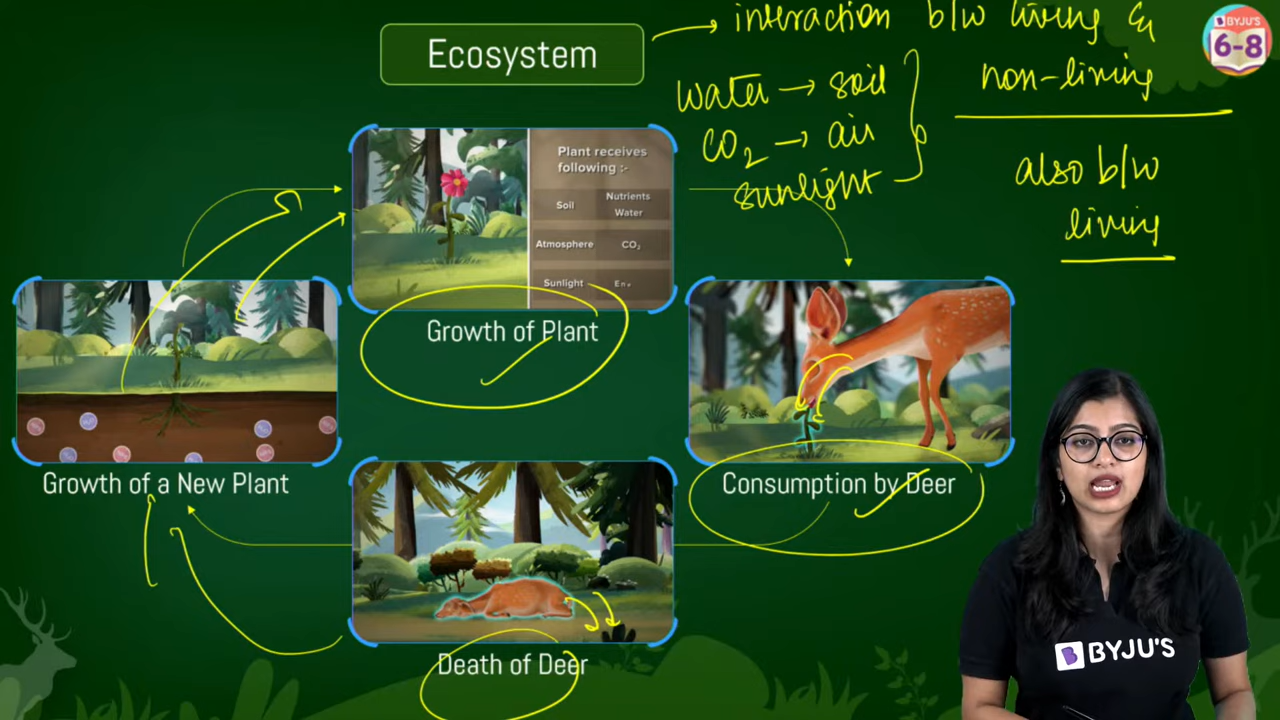 Ecosystem
interaction b/w living &
non-living
water → soil
CO2 → air
sunlight
also b/w
living
BYJU'S
6-8
Plant receives
following :-
Soil
Nutrients
Water
Atmosphere
CO₂
Sunlight
Growth of Plant
Growth of a New Plant
Consumption by Deer
Death of Deer
BYJU'S